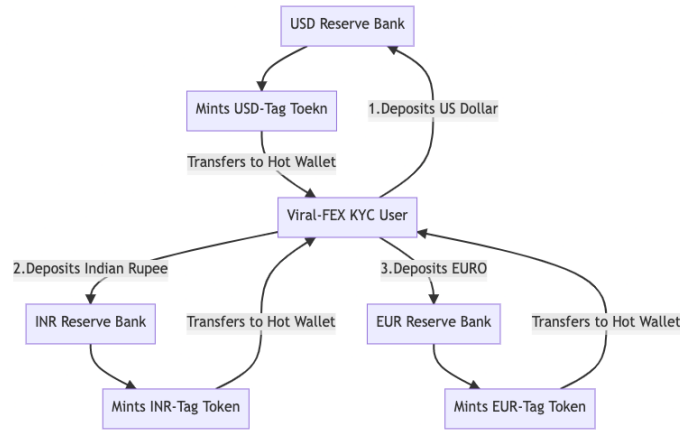 USD Reserve Bank
Mints USD-Tag Toekn
1.Deposits US Dollar
Transfers to Hot Wallet
Viral-FEX KYC User
2.Deposits Indian Rupee
3.Deposits EURO
INR Reserve Bank
Transfers to Hot Wallet
EUR Reserve Bank
Transfers to Hot Wallet
Mints INR-Tag Token
Mints EUR-Tag Token